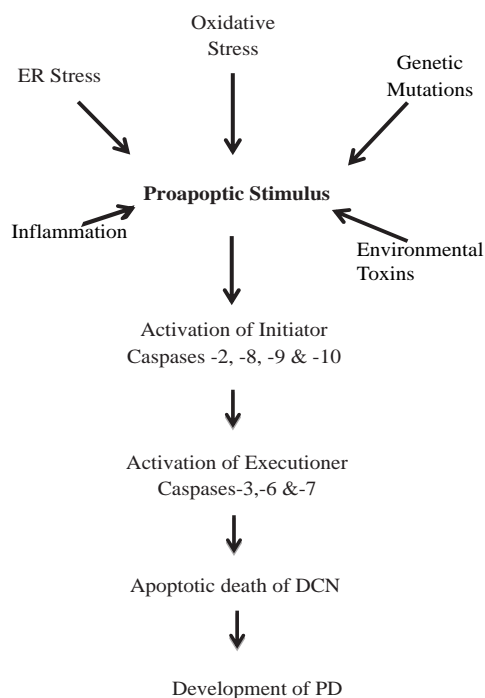 Oxidative
Stress
ER Stress
Genetic
Mutations
Proapoptic Stimulus
Inflammation
Environmental
Toxins
Activation of Initiator
Caspases -2, -8, -9 & -10
Activation of Executioner
Caspases-3,-6 &-7
Apoptotic death of DCN
Development of PD